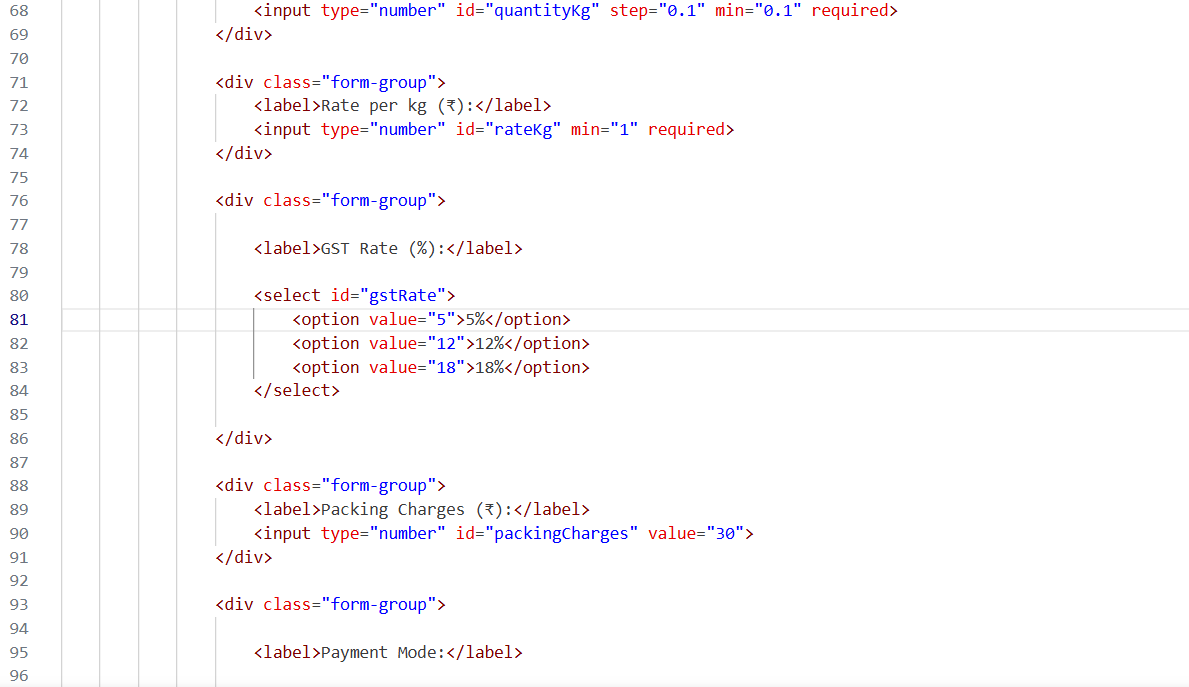 68 <input type="number" id="quantityKg" step="0.1" min="0.1" required>
69 </div>
70
71 <div class="form-group">
72 <label>Rate per kg (₹):</label>
73 <input type="number" id="rateKg" min="1" required>
74 </div>
75
76 <div class="form-group">
77
78 <label>GST Rate (%):</label>
79
80 <select id="gstRate">
81 <option value="5">5%</option>
82 <option value="12">12%</option>
83 <option value="18">18%</option>
84 </select>
85
86 </div>
87
88 <div class="form-group">
89 <label>Packing Charges (₹):</label>
90 <input type="number" id="packingCharges" value="30">
91 </div>
92
93 <div class="form-group">
94
95 <label>Payment Mode:</label>
96